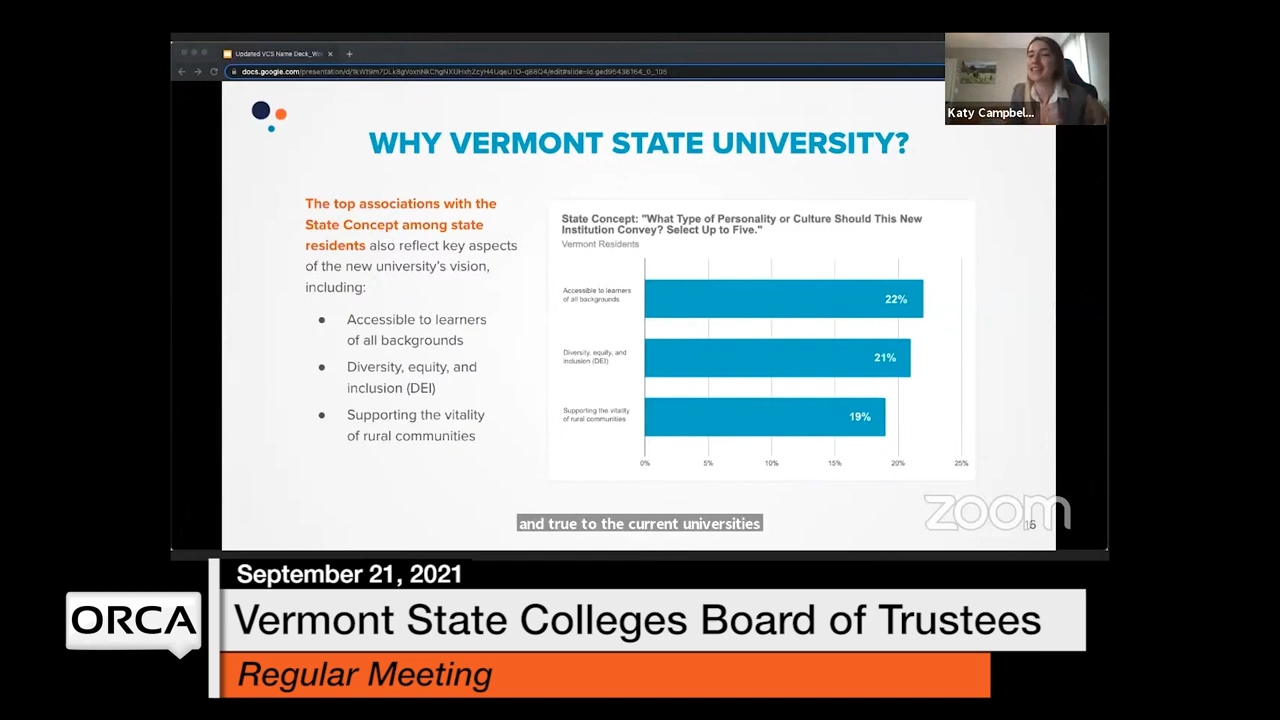 Updated VCS Name Deck_Wo
Katy Campbel...
WHY VERMONT STATE UNIVERSITY?
The top associations with the
State Concept among state
residents also reflect key aspects
of the new university's vision,
including:
● Accessible to learners
of all backgrounds
● Diversity, equity, and
inclusion (DEI)
● Supporting the vitality
of rural communities
State Concept: "What Type of Personality or Culture Should This New
Institution Convey? Select Up to Five."
Vermont Residents
Accessible to learners
of all backgrounds
22%
Diversity, equity, and
inclusion (DEI)
21%
Supporting the vitality
of rural communities
19%
0% 5% 10% 15% 20% 25%
and true to the current universities
zoom
September 21, 2021
ORCA
Vermont State Colleges Board of Trustees
Regular Meeting